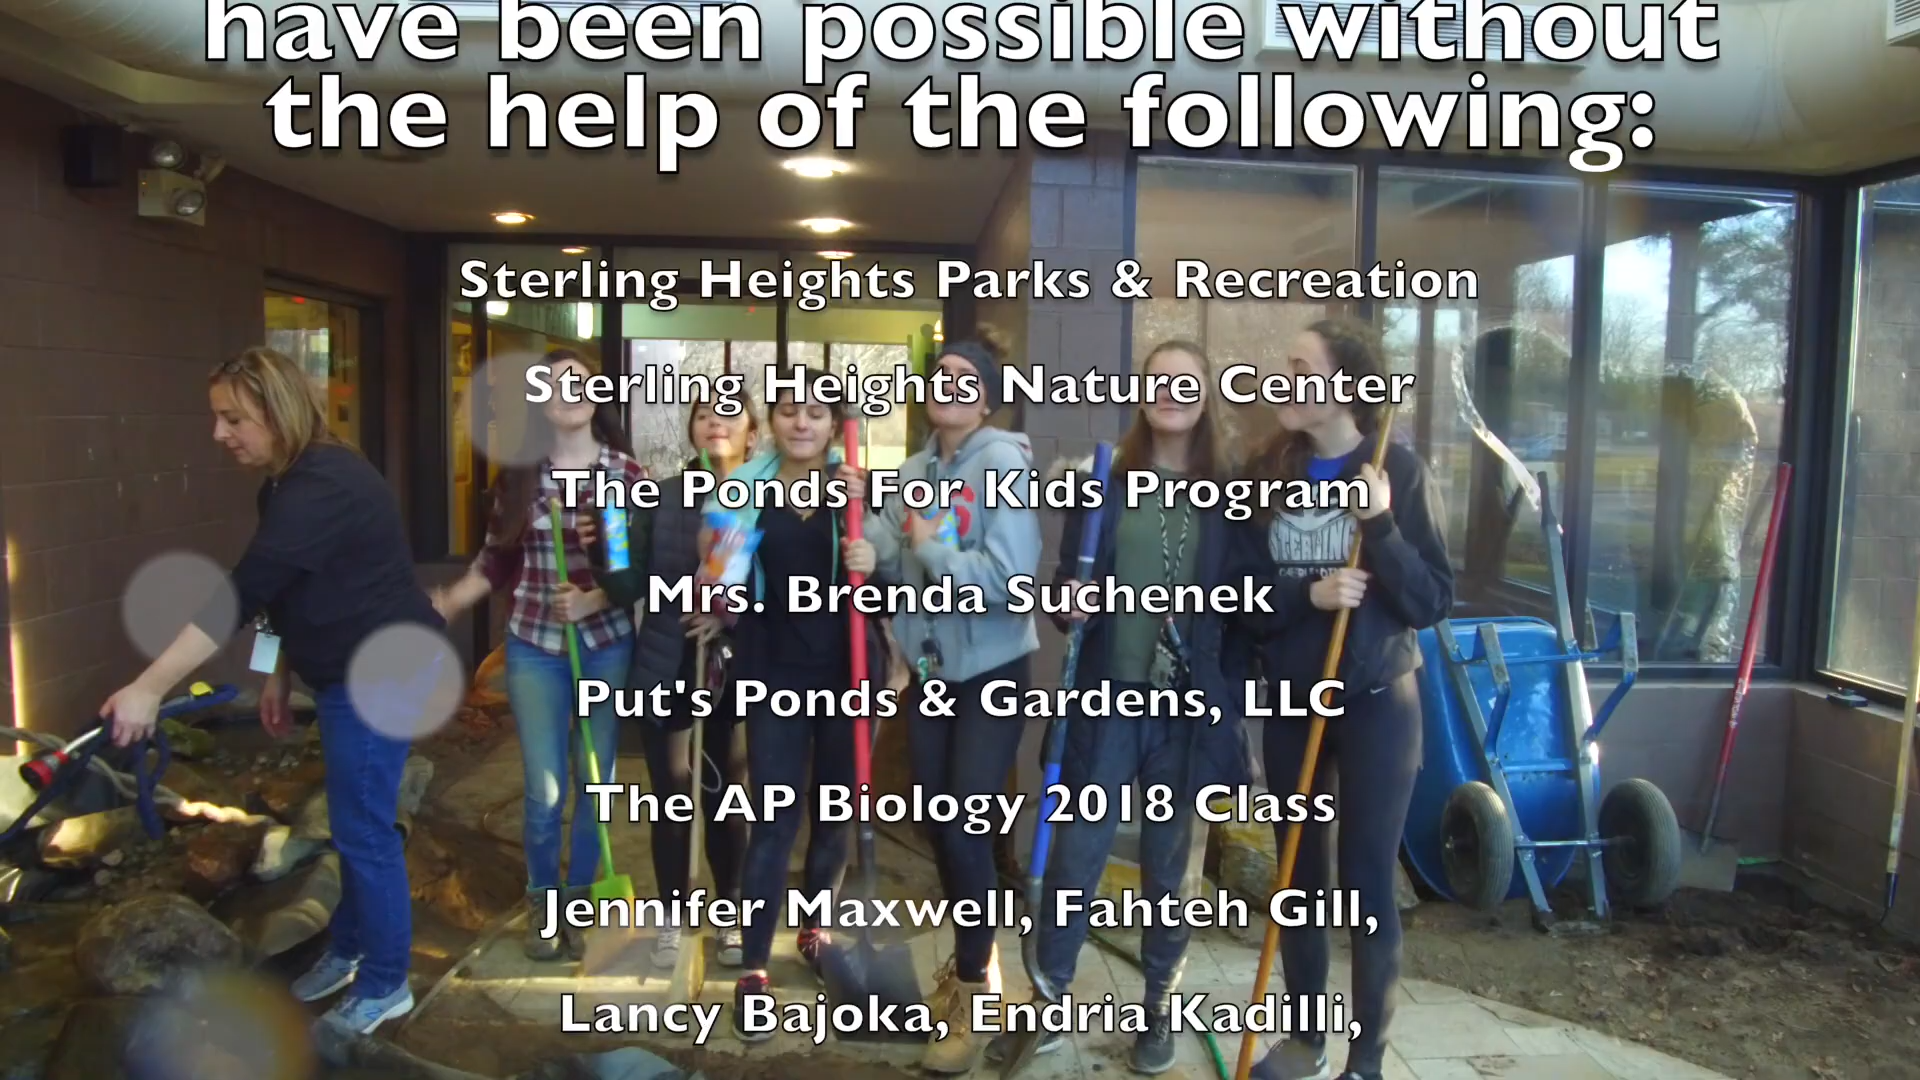 have been possible without
the help of the following:
Sterling Heights Parks & Recreation
Sterling Heights Nature Center
The Ponds For Kids Program
Mrs. Brenda Suchenek
Put's Ponds & Gardens, LLC
The AP Biology 2018 Class
Jennifer Maxwell, Fahteh Gill,
Lancy Bajoka, Endria Kadilli,